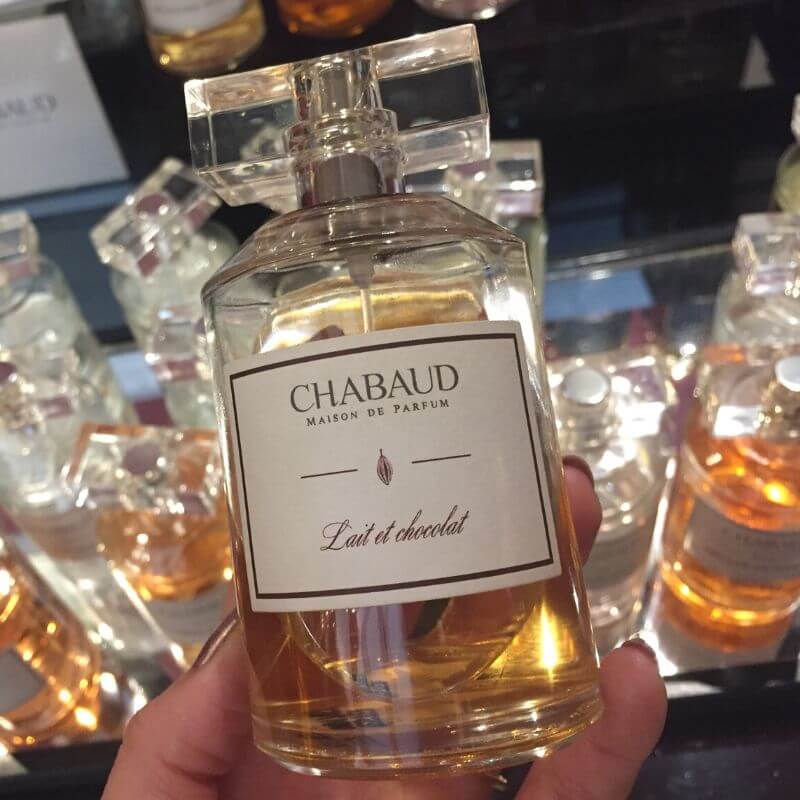 CHABAUD
MAISON DE PARFUM
Lait et chocolat